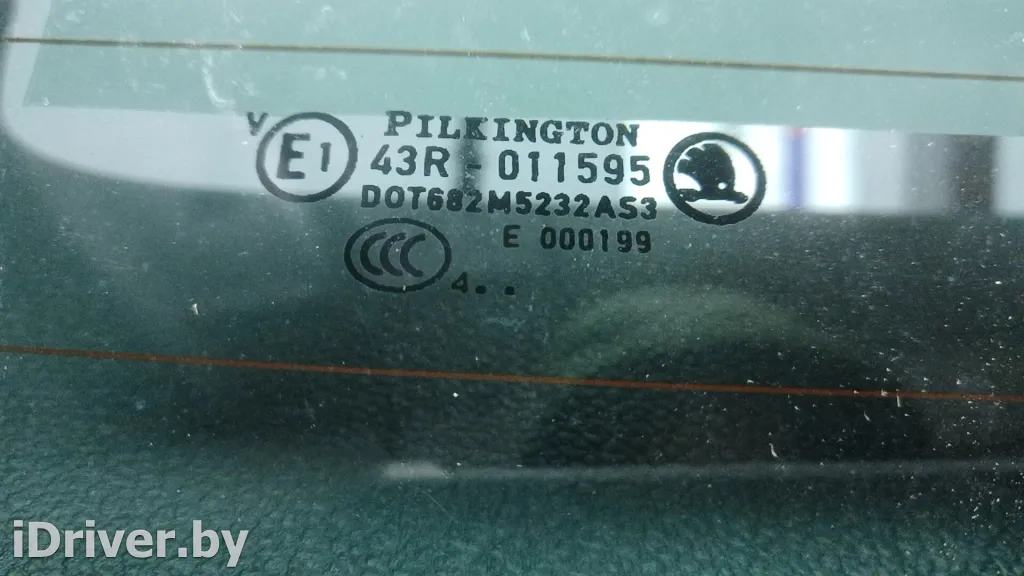 PILKINGTON
V E1 43R - 011595
DOT682M5232AS3
E 000199
CCC 4..
iDriver.by